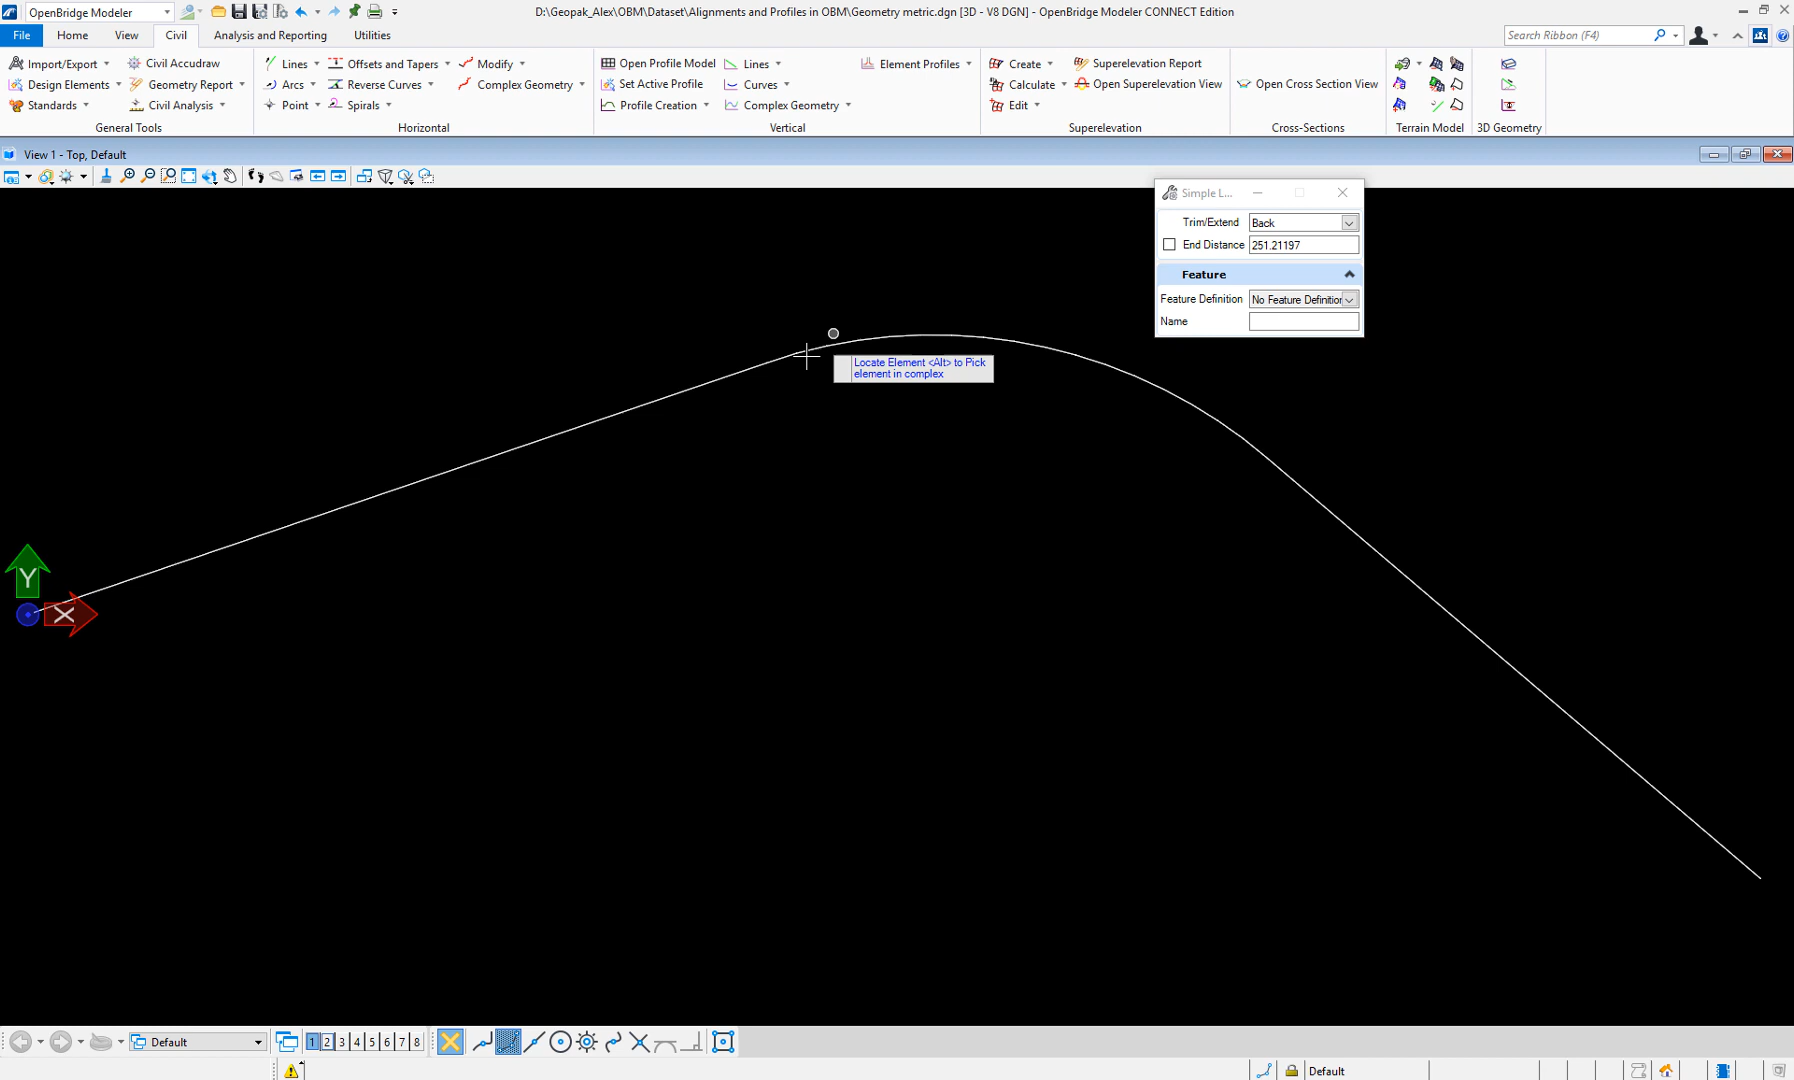 OpenBridge Modeler
D:\Geopak_Alex\OBM\Dataset\Alignments and Profiles in OBM\Geometry metric.dgn [3D - V8 DGN] - OpenBridge Modeler CONNECT Edition
File Home View Civil Analysis and Reporting Utilities
Search Ribbon (F4)
Import/Export Civil Accudraw Lines Offsets and Tapers Modify Open Profile Model Lines Element Profiles Create Superelevation Report
Design Elements Geometry Report Arcs Reverse Curves Complex Geometry Set Active Profile Curves Calculate Open Superelevation View Open Cross Section View
Standards Civil Analysis Point Spirals Profile Creation Complex Geometry Edit
General Tools Horizontal Vertical Superelevation Cross-Sections Terrain Model 3D Geometry
View 1 - Top, Default
Simple L...
Trim/Extend Back
End Distance 251.21197
Feature
Feature Definition No Feature Definition
Name
Locate Element <Alt> to Pick
element in complex
Y
X
Default 1 2 3 4 5 6 7 8
Default